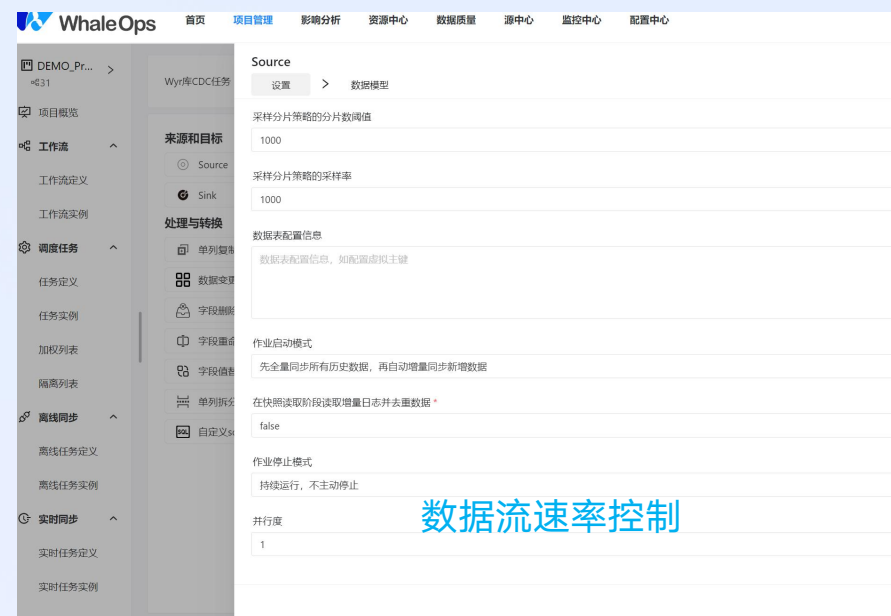 WhaleOps 首页 项目管理 影响分析 资源中心 数据质量 源中心 监控中心 配置中心
DEMO_Pr...
31
项目概览
工作流
工作流定义
工作流实例
调度任务
任务定义
任务实例
加权列表
隔离列表
离线同步
离线任务定义
离线任务实例
实时同步
实时任务定义
实时任务实例
Wyr库CDC任务
来源和目标
Source
Sink
处理与转换
单列复制
数据变更
字段删除
字段重命
字段值替
单列拆分
SQL 自定义sq
Source
设置 > 数据模型
采样分片策略的分片数阈值
1000
采样分片策略的采样率
1000
数据表配置信息
数据表配置信息，如配置虚拟主键
作业启动模式
先全量同步所有历史数据，再自动增量同步新增数据
在快照读取阶段读取增量日志并去重数据 *
false
作业停止模式
持续运行，不主动停止
数据流速率控制
并行度
1